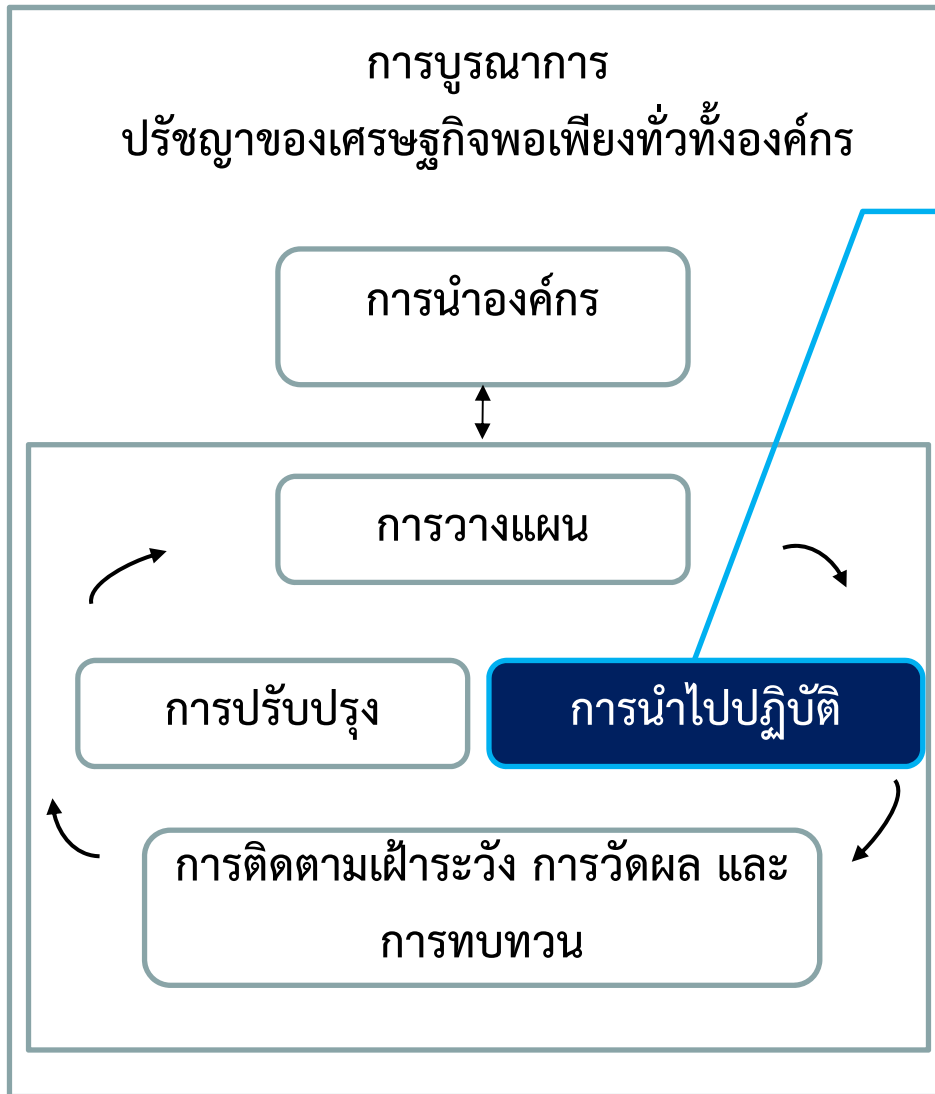 การบูรณาการ
ปรัชญาของเศรษฐกิจพอเพียงทั่วทั้งองค์กร
การนำองค์กร
การวางแผน
การปรับปรุง
การนำไปปฏิบัติ
การติดตามเฝ้าระวัง การวัดผล และ
การทบทวน